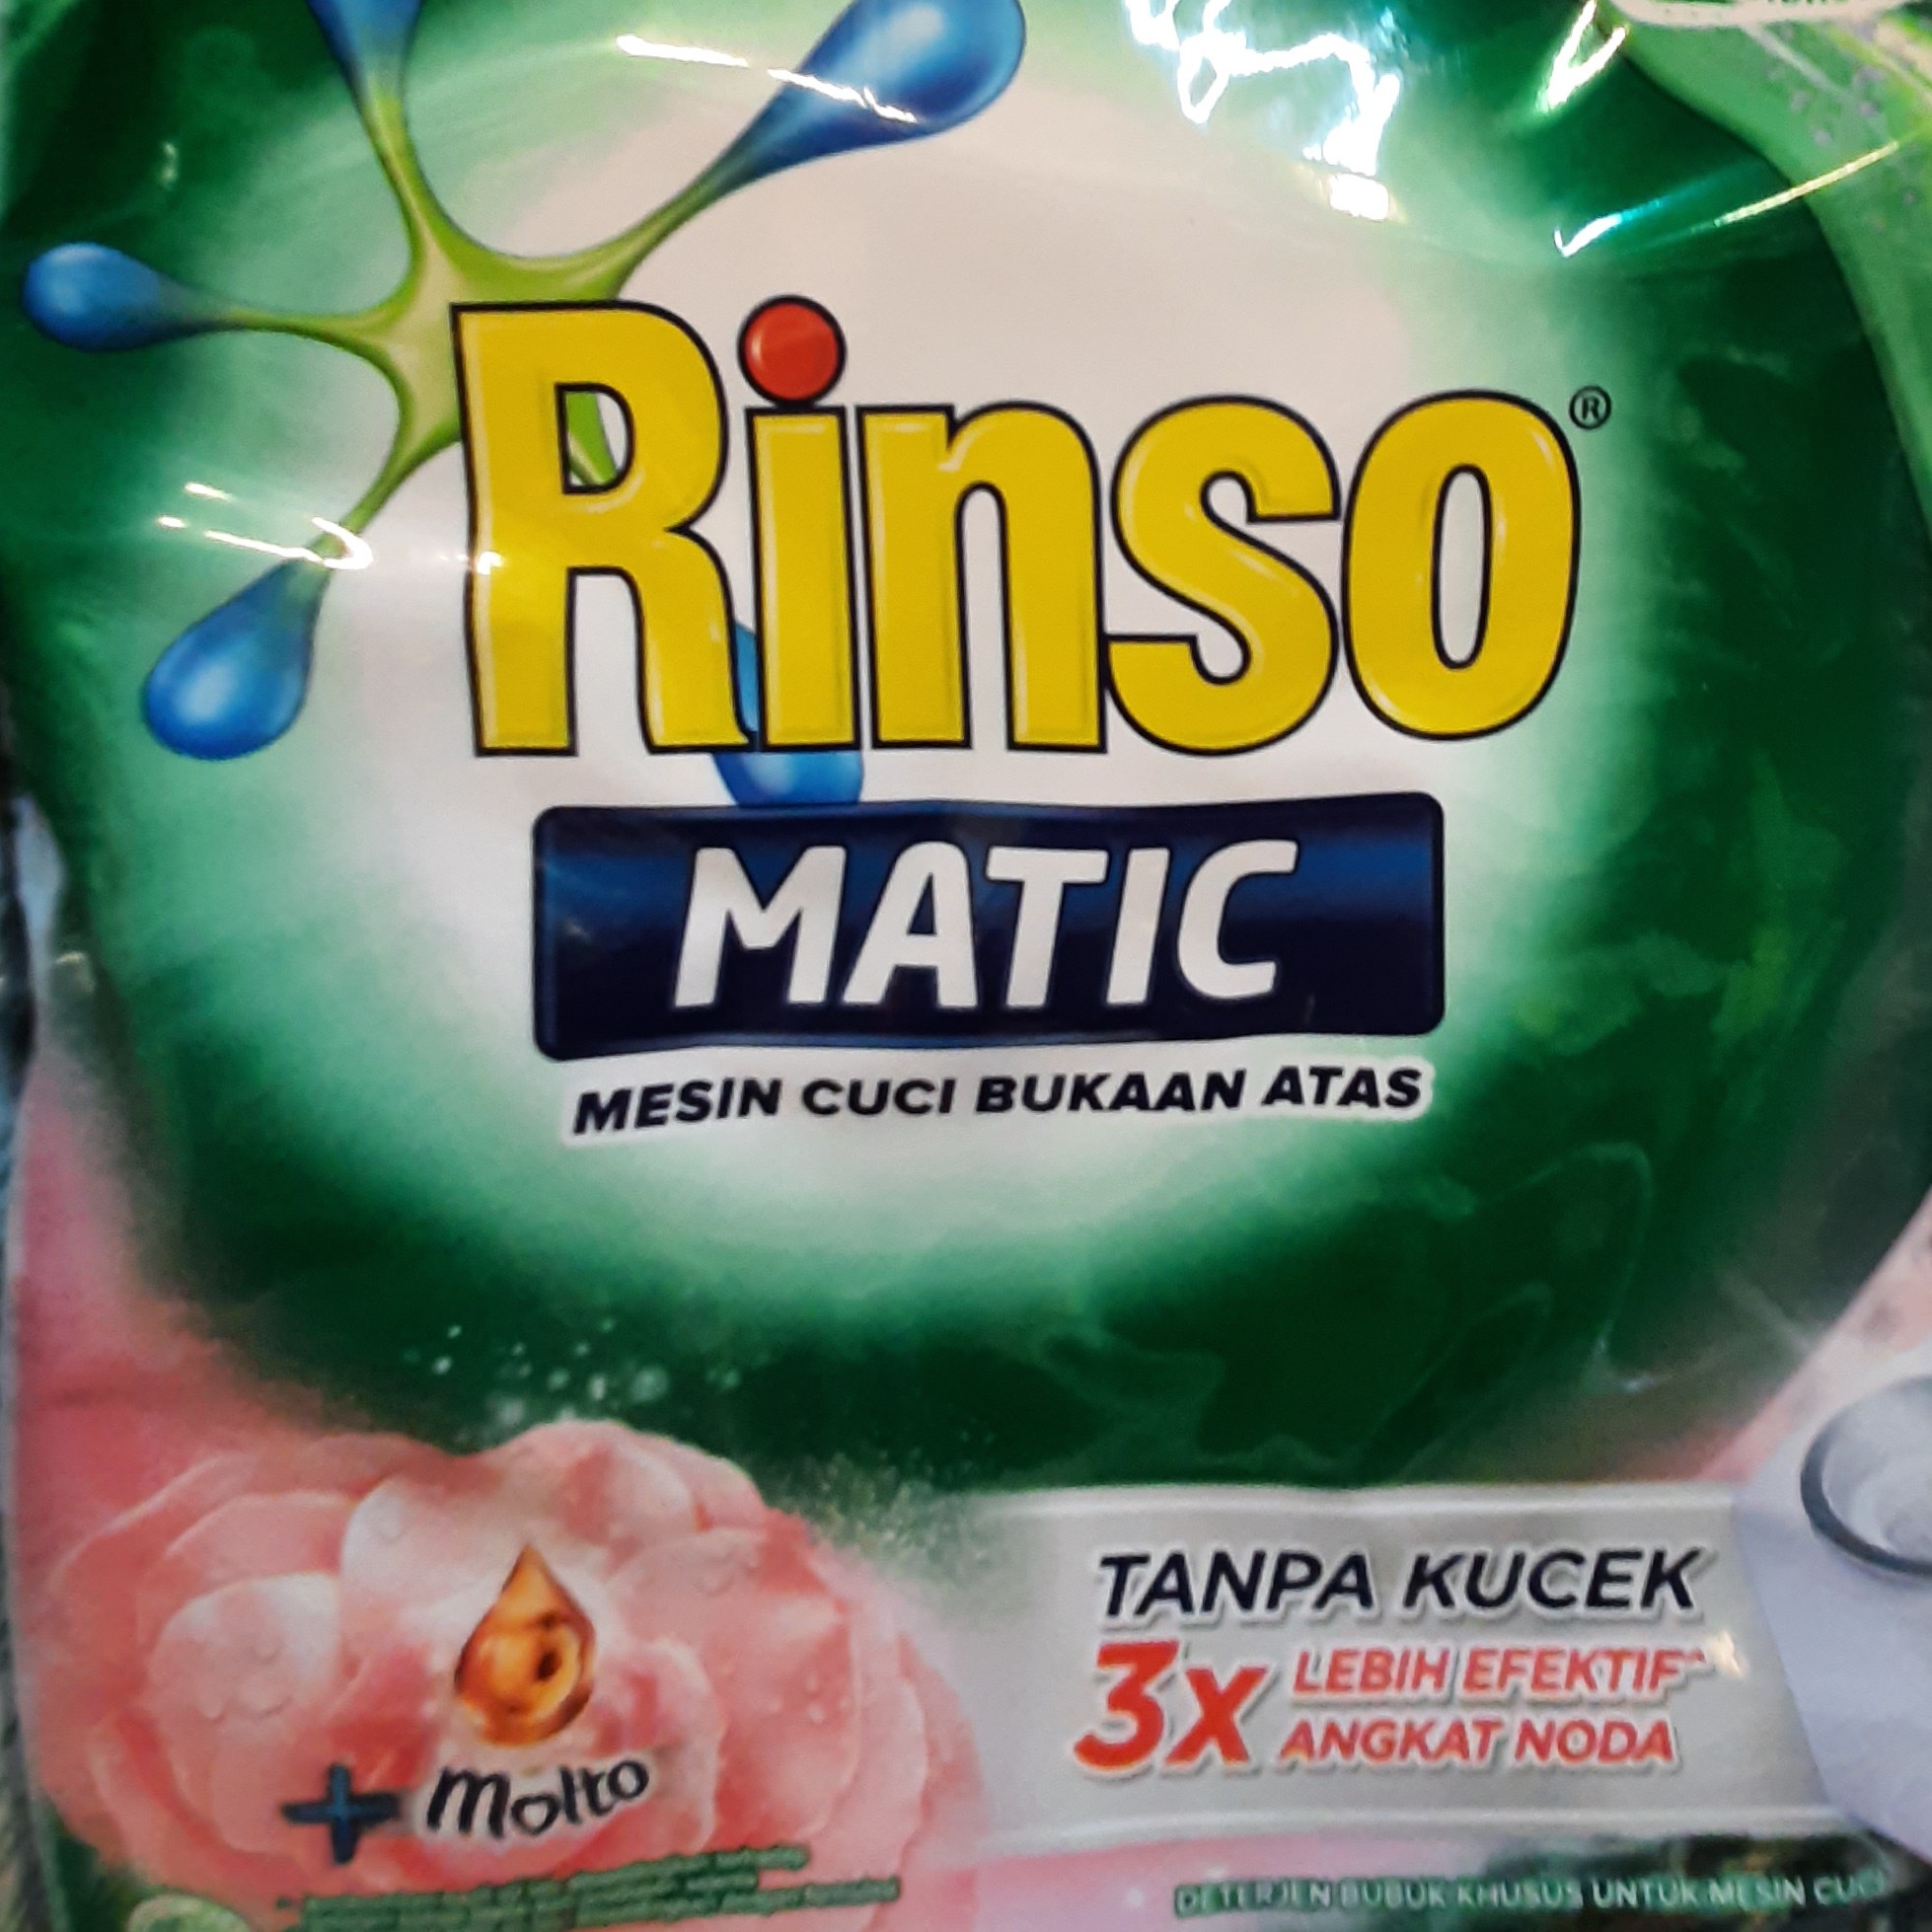 Rinso®
MATIC
MESIN CUCI BUKAAN ATAS
TANPA KUCEK
3x LEBIH EFEKTIF^
ANGKAT NODA
+ Molto
DETERJEN BUBUK KHUSUS UNTUK MESIN CUCI